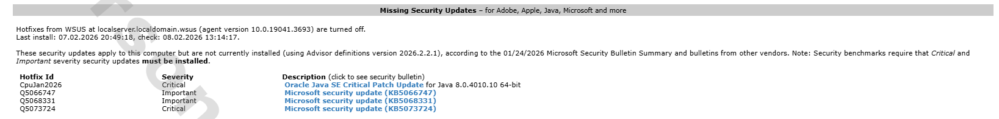 Missing Security Updates – for Adobe, Apple, Java, Microsoft and more
Hotfixes from WSUS at localserver.localdomain.wsus (agent version 10.0.19041.3693) are turned off.
Last install: 07.02.2026 20:49:18, check: 08.02.2026 13:14:17.
These security updates apply to this computer but are not currently installed (using Advisor definitions version 2026.2.2.1), according to the 01/24/2026 Microsoft Security Bulletin Summary and bulletins from other vendors. Note: Security benchmarks require that Critical and
Important severity security updates must be installed.
Hotfix Id Severity Description (click to see security bulletin)
CpuJan2026 Critical Oracle Java SE Critical Patch Update for Java 8.0.4010.10 64-bit
Q5066747 Important Microsoft security update (KB5066747)
Q5068331 Important Microsoft security update (KB5068331)
Q5073724 Critical Microsoft security update (KB5073724)
rson